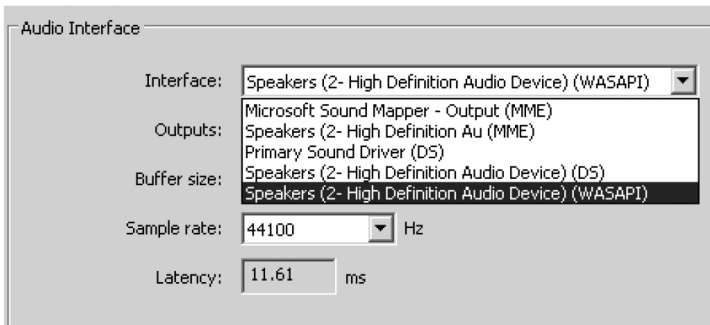 Audio Interface
Interface: Speakers (2- High Definition Audio Device) (WASAPI)
Microsoft Sound Mapper - Output (MME)
Outputs: Speakers (2- High Definition Au (MME)
Primary Sound Driver (DS)
Buffer size: Speakers (2- High Definition Audio Device) (DS)
Speakers (2- High Definition Audio Device) (WASAPI)
Sample rate: 44100 Hz
Latency: 11.61 ms